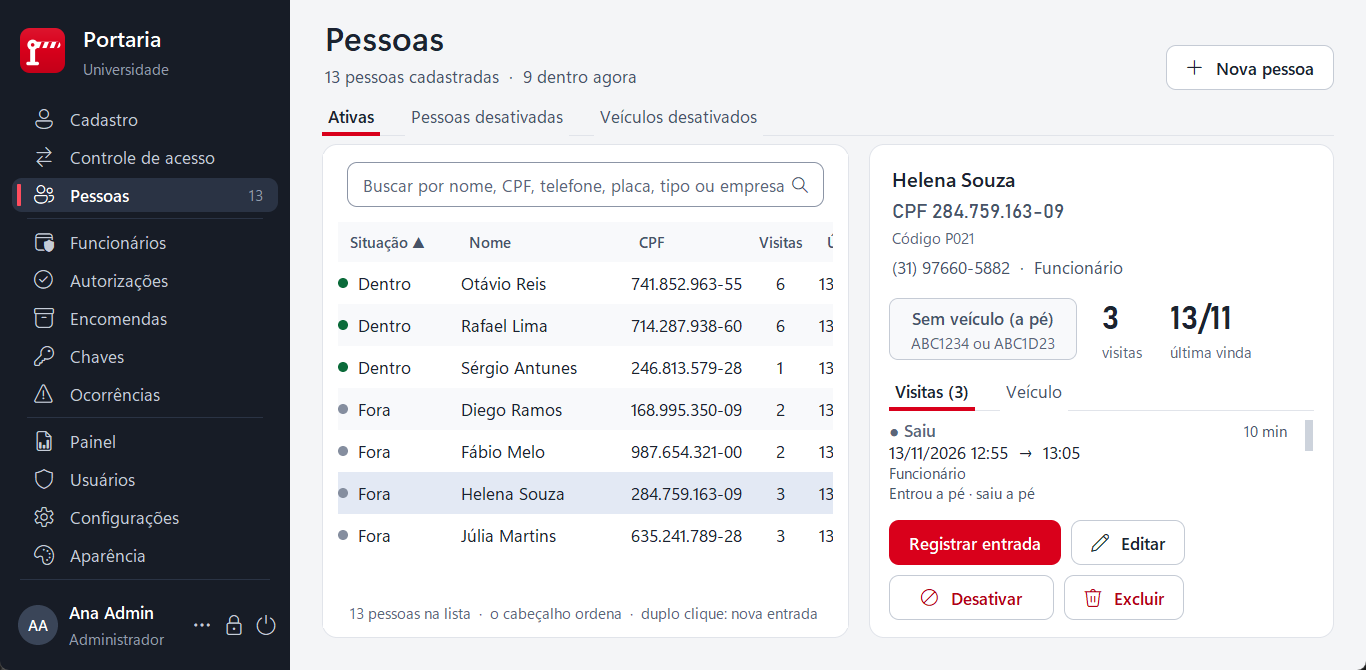 Portaria
Universidade
Cadastro
Controle de acesso
Pessoas 13
Funcionários
Autorizações
Encomendas
Chaves
Ocorrências
Painel
Usuários
Configurações
Aparência
AA
Ana Admin
Administrador
Pessoas
13 pessoas cadastradas · 9 dentro agora
Nova pessoa
Ativas Pessoas desativadas Veículos desativados
Buscar por nome, CPF, telefone, placa, tipo ou empresa
Situação ▲ Nome CPF Visitas
Dentro Otávio Reis 741.852.963-55 6 13
Dentro Rafael Lima 714.287.938-60 6 13
Dentro Sérgio Antunes 246.813.579-28 1 13
Fora Diego Ramos 168.995.350-09 2 13
Fora Fábio Melo 987.654.321-00 2 13
Fora Helena Souza 284.759.163-09 3 13
Fora Júlia Martins 635.241.789-28 3 13
13 pessoas na lista · o cabeçalho ordena · duplo clique: nova entrada
Helena Souza
CPF 284.759.163-09
Código P021
(31) 97660-5882 · Funcionário
Sem veículo (a pé)
ABC1234 ou ABC1D23
3
visitas
13/11
última vinda
Visitas (3) Veículo
● Saiu 10 min
13/11/2026 12:55 → 13:05
Funcionário
Entrou a pé · saiu a pé
Registrar entrada
Editar
Desativar
Excluir